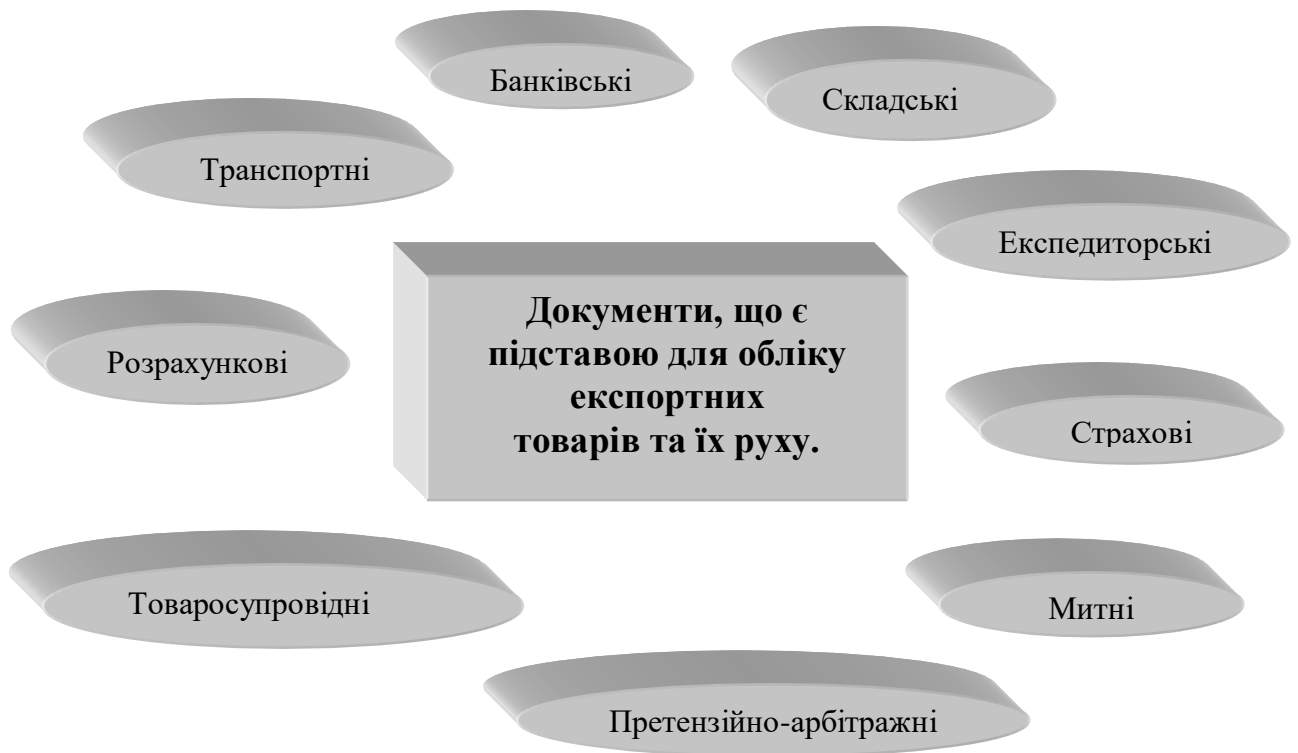 Банківські
Складські
Транспортні
Експедиторські
Документи, що є
підставою для обліку
експортних
товарів та їх руху.
Розрахункові
Страхові
Товаросупровідні
Митні
Претензійно-арбітражні